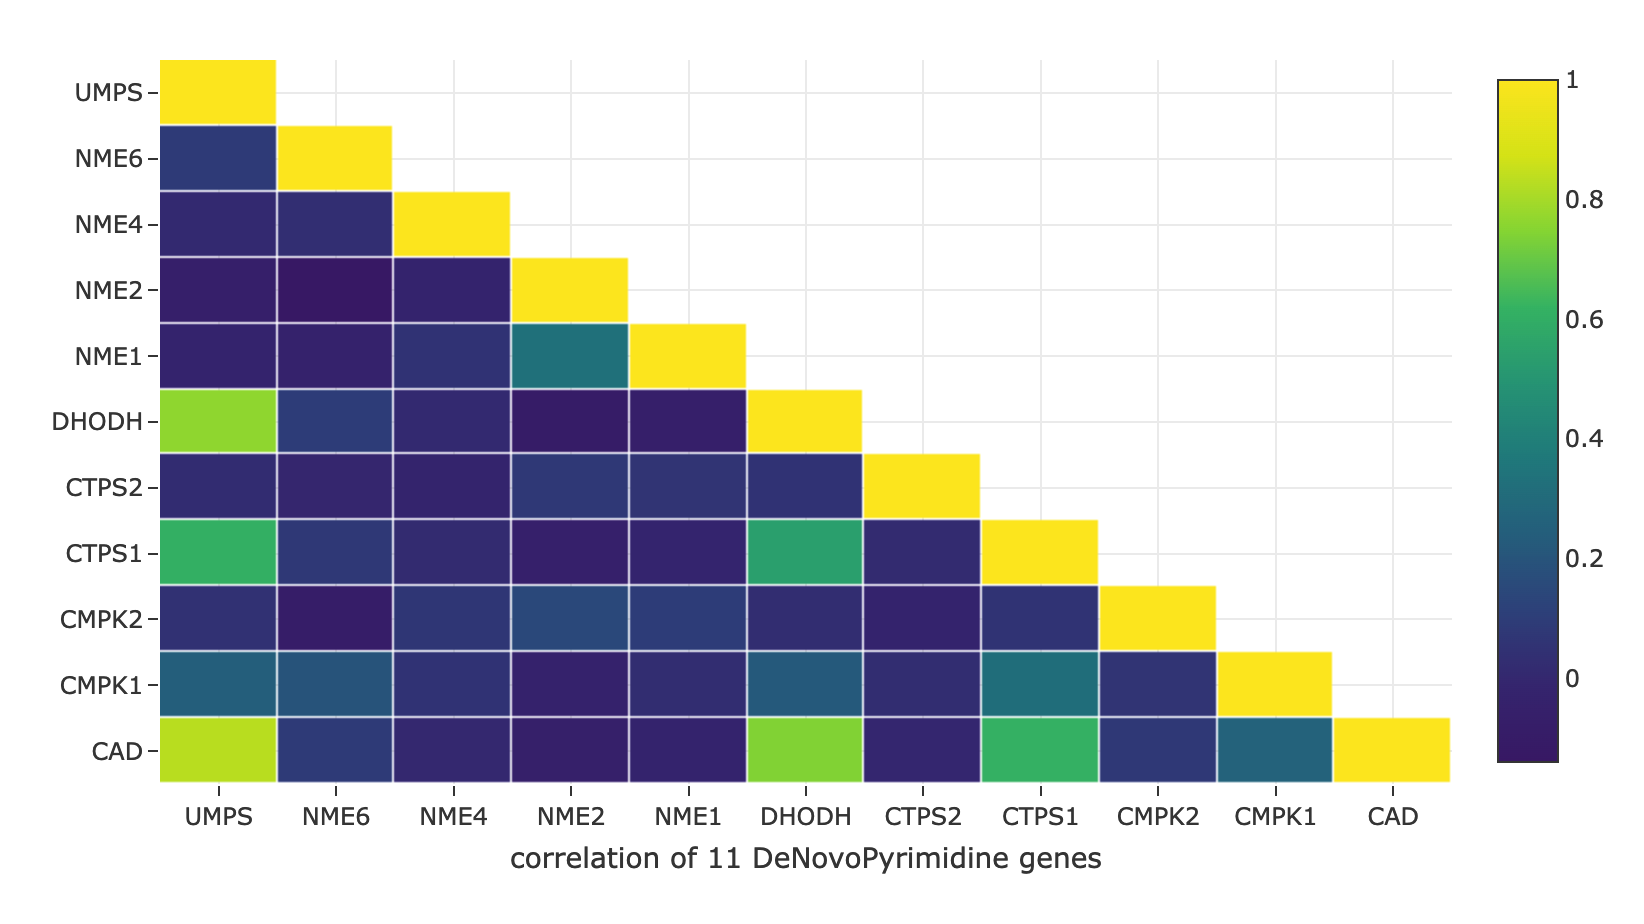 UMPS
NME6
NME4
NME2
NME1
DHODH
CTPS2
CTPS1
CMPK2
CMPK1
CAD
UMPS NME6 NME4 NME2 NME1 DHODH CTPS2 CTPS1 CMPK2 CMPK1 CAD
correlation of 11 DeNovoPyrimidine genes
1
0.8
0.6
0.4
0.2
0